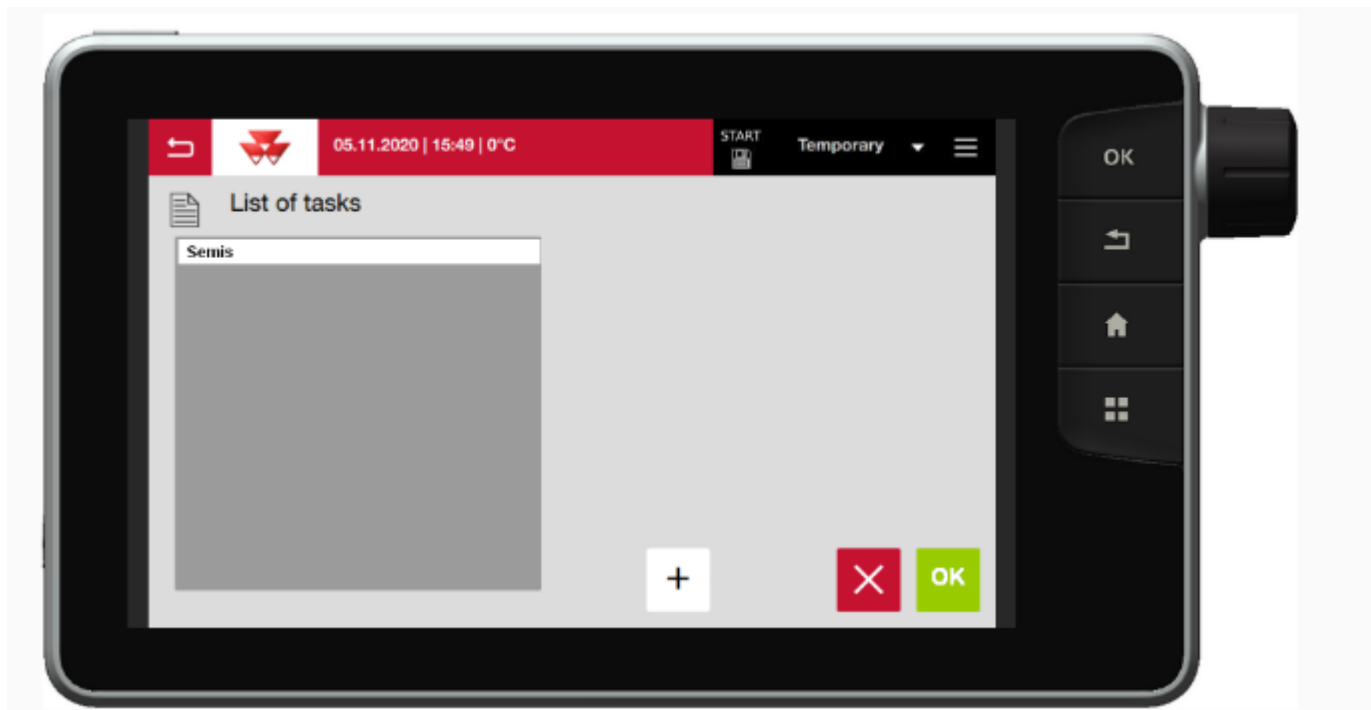 05.11.2020 | 15:49 | 0°C
START
Temporary
OK
List of tasks
Semis
+
OK